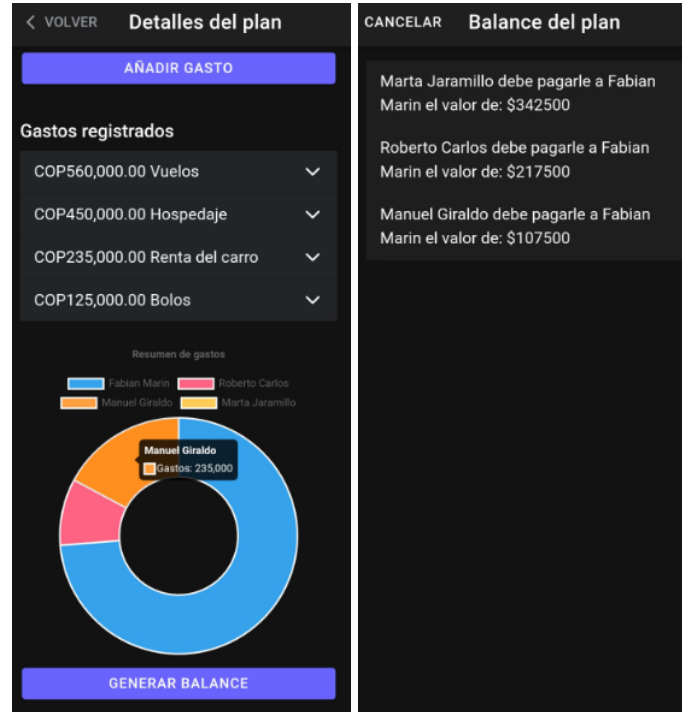 VOLVER Detalles del plan
AÑADIR GASTO
Gastos registrados
COP560,000.00 Vuelos
COP450,000.00 Hospedaje
COP235,000.00 Renta del carro
COP125,000.00 Bolos
Resumen de gastos
Fabian Marin Roberto Carlos
Manuel Giraldo Marta Jaramillo
Manuel Giraldo
Gastos: 235,000
GENERAR BALANCE
CANCELAR Balance del plan
Marta Jaramillo debe pagarle a Fabian
Marin el valor de: $342500
Roberto Carlos debe pagarle a Fabian
Marin el valor de: $217500
Manuel Giraldo debe pagarle a Fabian
Marin el valor de: $107500